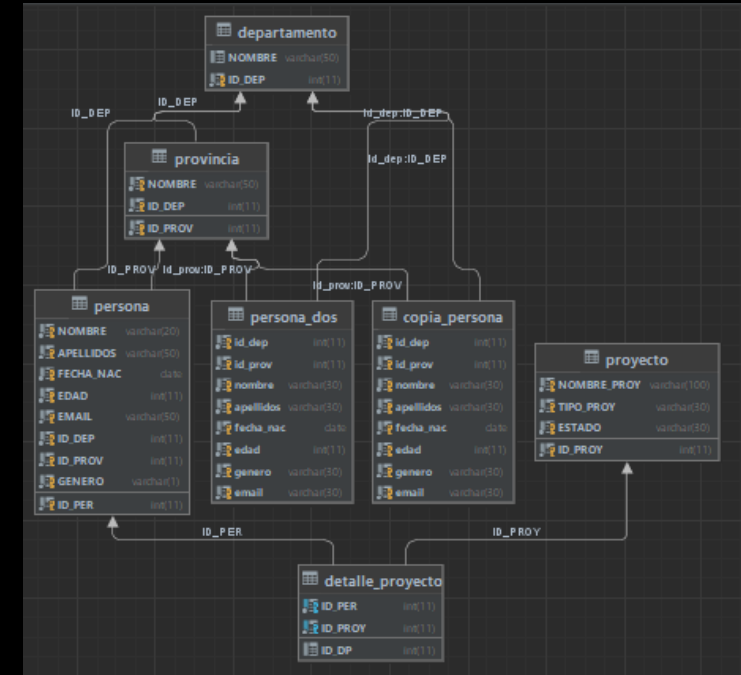 departamento
NOMBRE varchar(50)
ID_DEP int(11)
ID_DEP
ID_DEP
Id_dep:ID_DEP
Id_dep:ID_DEP
provincia
NOMBRE varchar(50)
ID_DEP int(11)
ID_PROV int(11)
ID_PROV
Id_prov:ID_PROV
Id_prov:ID_PROV
persona
NOMBRE varchar(20)
APELLIDOS varchar(50)
FECHA_NAC date
EDAD int(11)
EMAIL varchar(50)
ID_DEP int(11)
ID_PROV int(11)
GENERO varchar(1)
ID_PER int(11)
persona_dos
id_dep int(11)
id_prov int(11)
nombre varchar(30)
apellidos varchar(30)
fecha_nac date
edad int(11)
genero varchar(30)
email varchar(30)
copia_persona
id_dep int(11)
id_prov int(11)
nombre varchar(30)
apellidos varchar(30)
fecha_nac date
edad int(11)
genero varchar(30)
email varchar(30)
proyecto
NOMBRE_PROY varchar(100)
TIPO_PROY varchar(30)
ESTADO varchar(30)
ID_PROY int(11)
ID_PER
ID_PROY
detalle_proyecto
ID_PER int(11)
ID_PROY int(11)
ID_DP int(11)